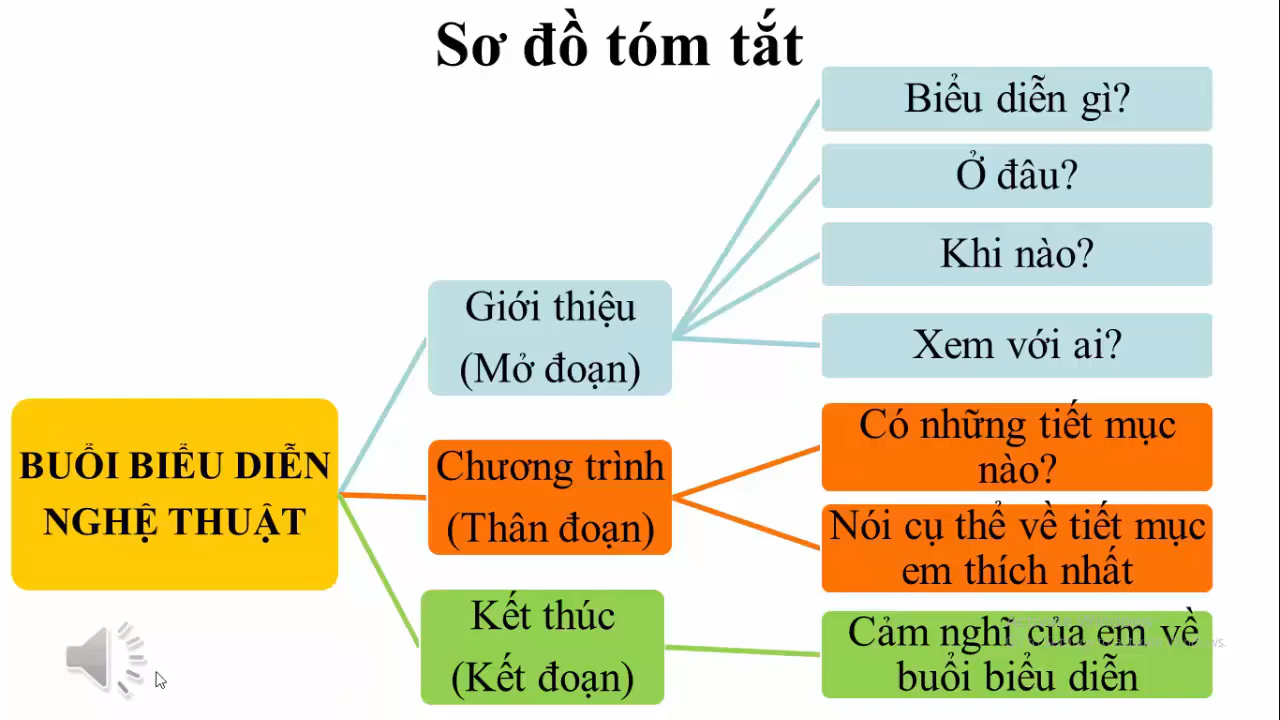 Sơ đồ tóm tắt
BUỔI BIỂU DIỄN
NGHỆ THUẬT
Giới thiệu
(Mở đoạn)
Biểu diễn gì?
Ở đâu?
Khi nào?
Xem với ai?
Chương trình
(Thân đoạn)
Có những tiết mục
nào?
Nói cụ thể về tiết mục
em thích nhất
Kết thúc
(Kết đoạn)
Cảm nghĩ của em về
buổi biểu diễn